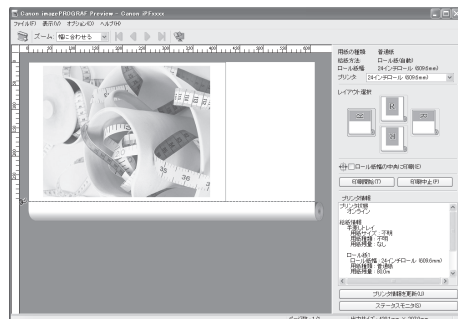 Canon imagePROGRAF Preview - Canon iPFxxxx
ファイル(F) 表示(V) オプション(O) ヘルプ(H)
ズーム: 幅に合わせる
用紙の種類 普通紙
給紙方法: ロール紙(自動)
ロール紙幅 24インチロール (609.6mm)
プリンタ: 24インチロール (609.6mm)
レイアウト選択
ロール紙幅の中央に印刷(E)
印刷開始(T) 印刷中止(P)
プリンタ情報
プリンタ状態
オンライン
給紙情報
手差しトレイ
用紙サイズ : 不明
用紙種類 : 不明
用紙残量 : なし
ロール紙1
ロール紙幅 : 24インチロール (609.6mm)
用紙種類 : 普通紙
プリンタ情報を更新(U)
ステータスモニタ(S)